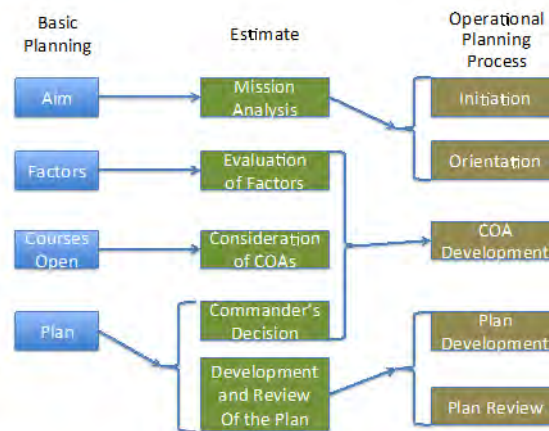 Basic
Planning
Estimate
Operational
Planning
Process
Aim
Mission
Analysis
Initiation
Orientation
Factors
Evaluation
of Factors
Courses
Open
Consideration
of COAs
COA
Development
Plan
Commander's
Decision
Development
and Review
Of the Plan
Plan
Development
Plan Review